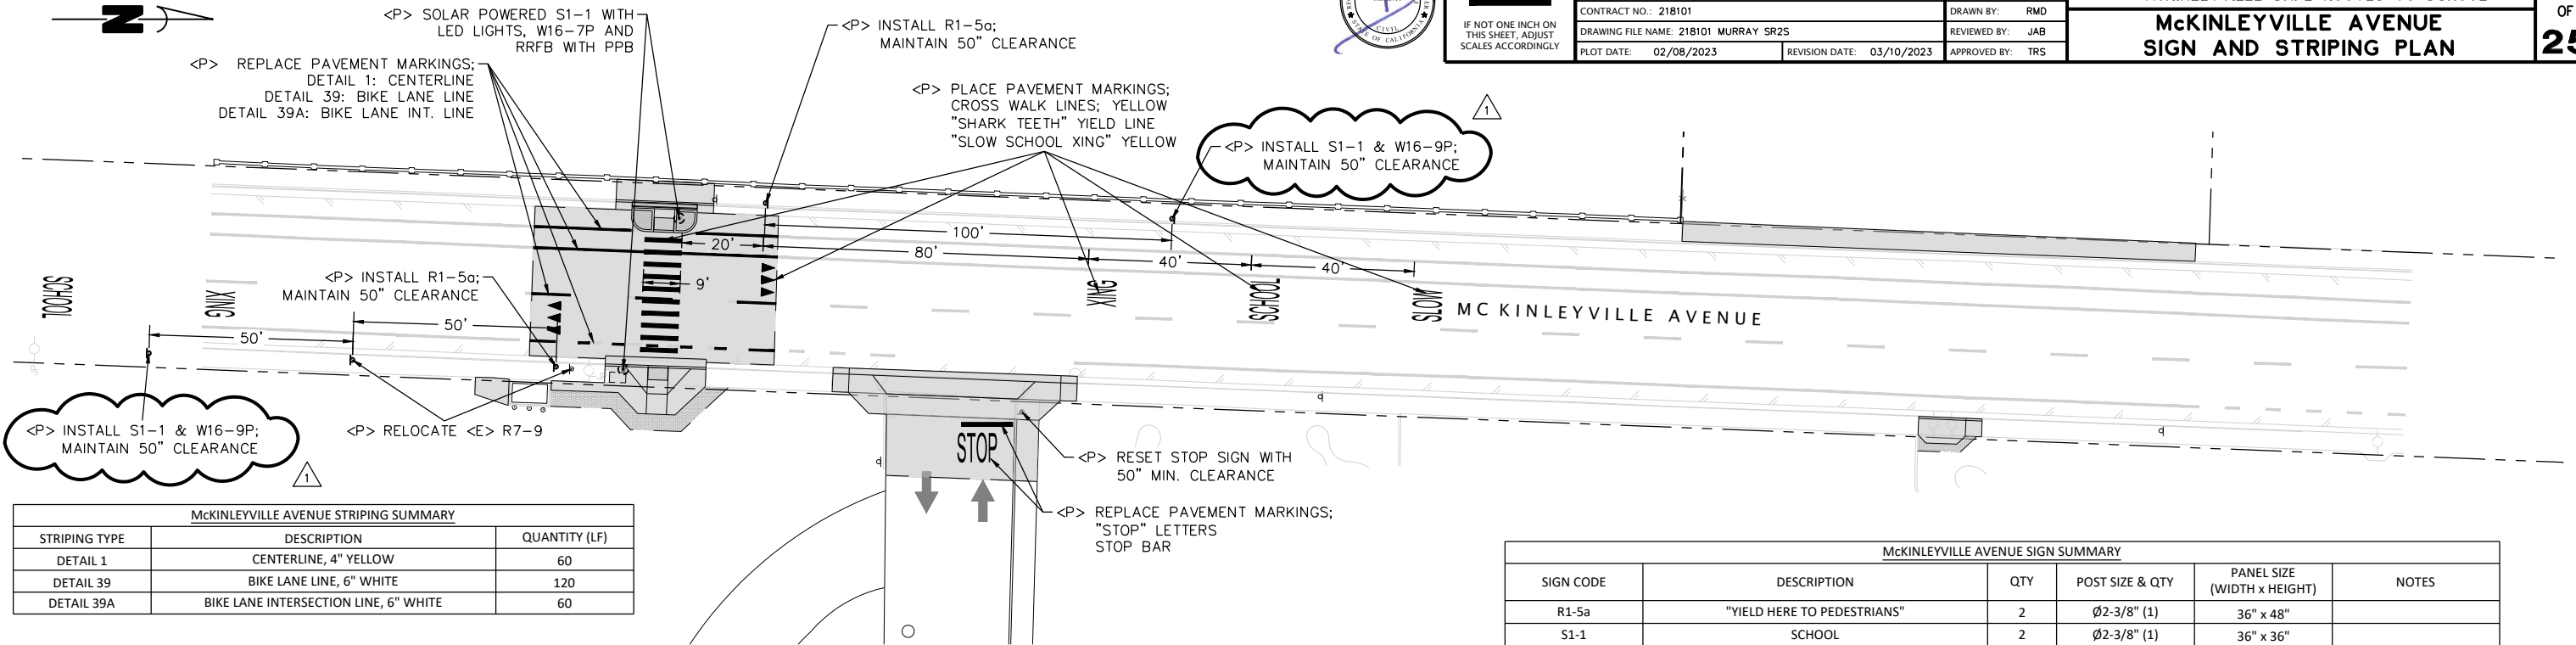 N
<P> SOLAR POWERED S1-1 WITH
LED LIGHTS, W16-7P AND
RRFB WITH PPB
<P> REPLACE PAVEMENT MARKINGS;
DETAIL 1: CENTERLINE
DETAIL 39: BIKE LANE LINE
DETAIL 39A: BIKE LANE INT. LINE
<P> INSTALL R1-5a;
MAINTAIN 50" CLEARANCE
<P> PLACE PAVEMENT MARKINGS;
CROSS WALK LINES; YELLOW
"SHARK TEETH" YIELD LINE
"SLOW SCHOOL XING" YELLOW
<P> INSTALL S1-1 & W16-9P;
MAINTAIN 50" CLEARANCE
1
CIVIL
STATE OF CALIFORNIA
IF NOT ONE INCH ON
THIS SHEET, ADJUST
SCALES ACCORDINGLY
CONTRACT NO.: 218101
DRAWING FILE NAME: 218101 MURRAY SR2S
PLOT DATE: 02/08/2023
REVISION DATE: 03/10/2023
DRAWN BY: RMD
REVIEWED BY: JAB
APPROVED BY: TRS
McKINLEYVILLE AVENUE
SIGN AND STRIPING PLAN
OF
25
SCHOOL
XING
<P> INSTALL R1-5a;
MAINTAIN 50" CLEARANCE
50'
50'
20'
9'
100'
80'
40'
40'
XING
SCHOOL
SLOW
MC KINLEYVILLE AVENUE
<P> INSTALL S1-1 & W16-9P;
MAINTAIN 50" CLEARANCE
1
<P> RELOCATE <E> R7-9
STOP
<P> RESET STOP SIGN WITH
50" MIN. CLEARANCE
<P> REPLACE PAVEMENT MARKINGS;
"STOP" LETTERS
STOP BAR
McKINLEYVILLE AVENUE STRIPING SUMMARY
STRIPING TYPE DESCRIPTION QUANTITY (LF)
DETAIL 1 CENTERLINE, 4" YELLOW 60
DETAIL 39 BIKE LANE LINE, 6" WHITE 120
DETAIL 39A BIKE LANE INTERSECTION LINE, 6" WHITE 60
McKINLEYVILLE AVENUE SIGN SUMMARY
SIGN CODE DESCRIPTION QTY POST SIZE & QTY PANEL SIZE (WIDTH x HEIGHT) NOTES
R1-5a "YIELD HERE TO PEDESTRIANS" 2 Ø2-3/8" (1) 36" x 48"
S1-1 SCHOOL 2 Ø2-3/8" (1) 36" x 36"